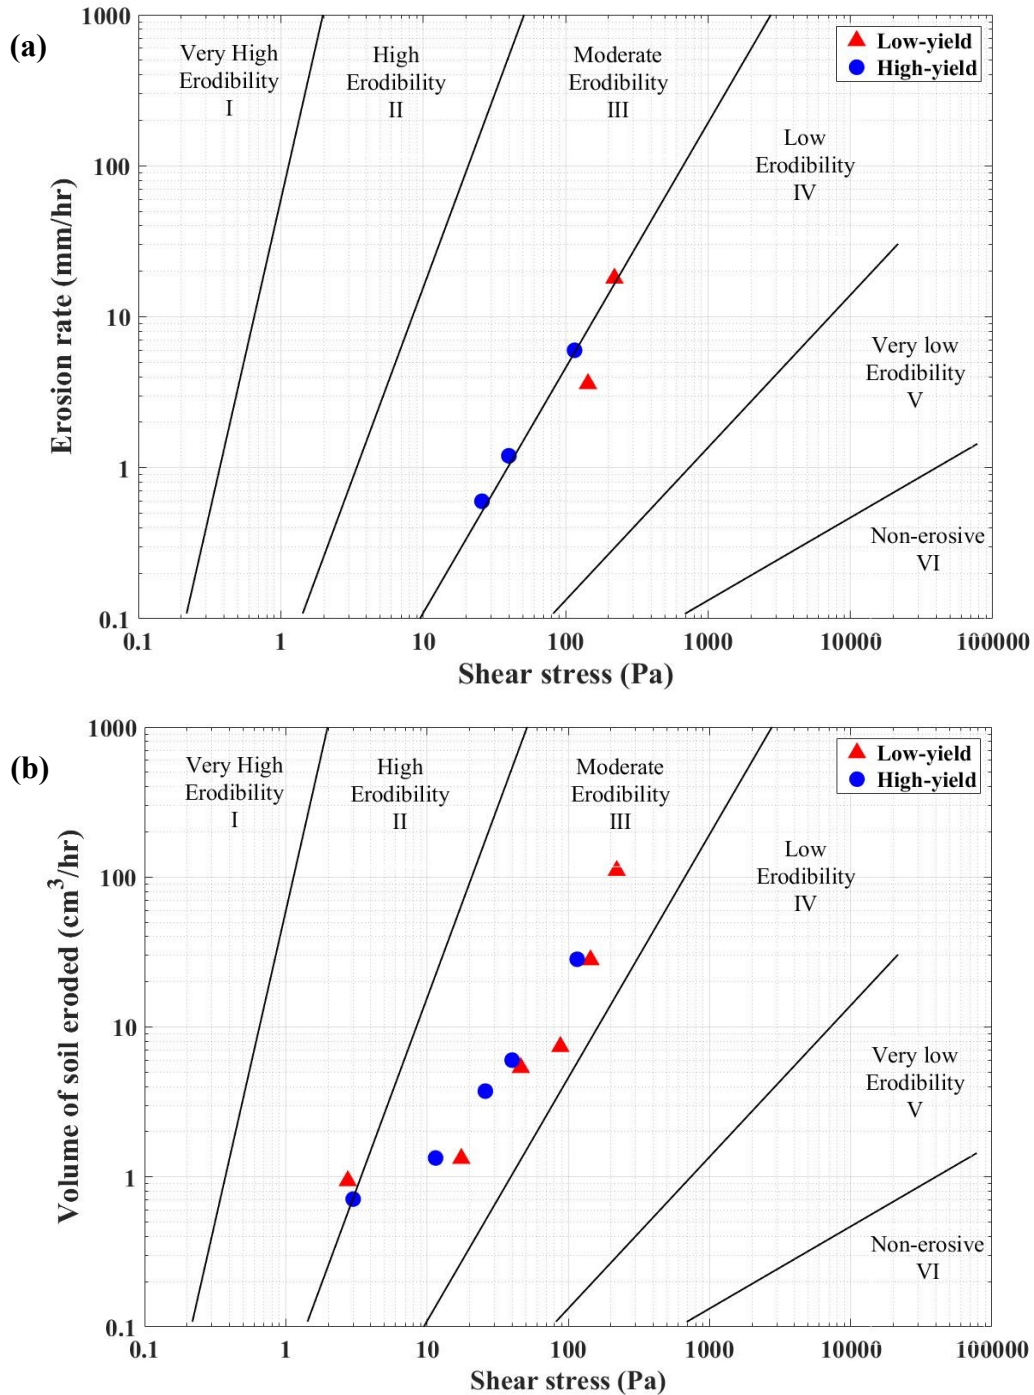 (a)
1000
100
10
1
0.1
Erosion rate (mm/hr)
Very High
Erodibility
I
High
Erodibility
II
Moderate
Erodibility
III
Low-yield
High-yield
Low
Erodibility
IV
Very low
Erodibility
V
Non-erosive
VI
0.1 1 10 100 1000 10000 100000
Shear stress (Pa)
(b)
1000
100
10
1
0.1
Volume of soil eroded (cm³/hr)
Very High
Erodibility
I
High
Erodibility
II
Moderate
Erodibility
III
Low-yield
High-yield
Low
Erodibility
IV
Very low
Erodibility
V
Non-erosive
VI
0.1 1 10 100 1000 10000 100000
Shear stress (Pa)